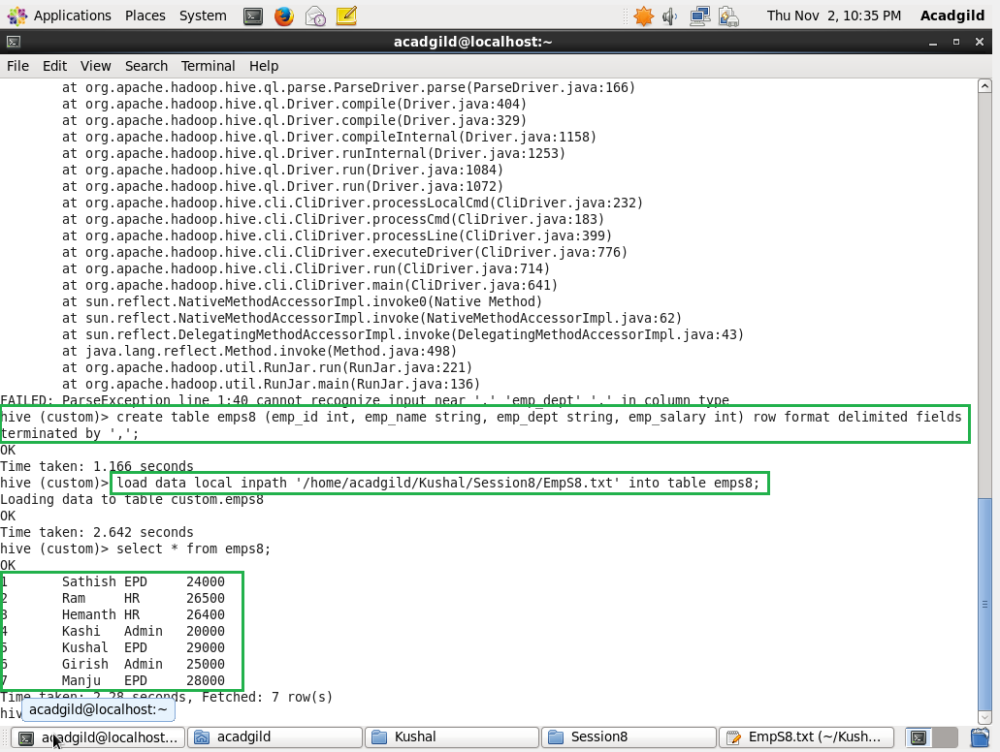 Applications Places System Thu Nov 2, 10:35 PM Acadgild
acadgild@localhost:~
File Edit View Search Terminal Help
at org.apache.hadoop.hive.ql.parse.ParseDriver.parse(ParseDriver.java:166)
at org.apache.hadoop.hive.ql.Driver.compile(Driver.java:404)
at org.apache.hadoop.hive.ql.Driver.compile(Driver.java:329)
at org.apache.hadoop.hive.ql.Driver.compileInternal(Driver.java:1158)
at org.apache.hadoop.hive.ql.Driver.runInternal(Driver.java:1253)
at org.apache.hadoop.hive.ql.Driver.run(Driver.java:1084)
at org.apache.hadoop.hive.ql.Driver.run(Driver.java:1072)
at org.apache.hadoop.hive.cli.CliDriver.processLocalCmd(CliDriver.java:232)
at org.apache.hadoop.hive.cli.CliDriver.processCmd(CliDriver.java:183)
at org.apache.hadoop.hive.cli.CliDriver.processLine(CliDriver.java:399)
at org.apache.hadoop.hive.cli.CliDriver.executeDriver(CliDriver.java:776)
at org.apache.hadoop.hive.cli.CliDriver.run(CliDriver.java:714)
at org.apache.hadoop.hive.cli.CliDriver.main(CliDriver.java:641)
at sun.reflect.NativeMethodAccessorImpl.invoke0(Native Method)
at sun.reflect.NativeMethodAccessorImpl.invoke(NativeMethodAccessorImpl.java:62)
at sun.reflect.DelegatingMethodAccessorImpl.invoke(DelegatingMethodAccessorImpl.java:43)
at java.lang.reflect.Method.invoke(Method.java:498)
at org.apache.hadoop.util.RunJar.run(RunJar.java:221)
at org.apache.hadoop.util.RunJar.main(RunJar.java:136)
FAILED: ParseException line 1:40 cannot recognize input near ',' 'emp_dept' ',' in column type
hive (custom)> create table emps8 (emp_id int, emp_name string, emp_dept string, emp_salary int) row format delimited fields
terminated by ',';
OK
Time taken: 1.166 seconds
hive (custom)> load data local inpath '/home/acadgild/Kushal/Session8/EmpS8.txt' into table emps8;
Loading data to table custom.emps8
OK
Time taken: 2.642 seconds
hive (custom)> select * from emps8;
OK
1 Sathish EPD 24000
2 Ram HR 26500
3 Hemanth HR 26400
4 Kashi Admin 20000
5 Kushal EPD 29000
6 Girish Admin 25000
7 Manju EPD 28000
Time taken: 2.28 seconds, Fetched: 7 row(s)
hiv
acadgild@localhost:~
acadgild@localhost... acadgild Kushal Session8 EmpS8.txt (~/Kush...